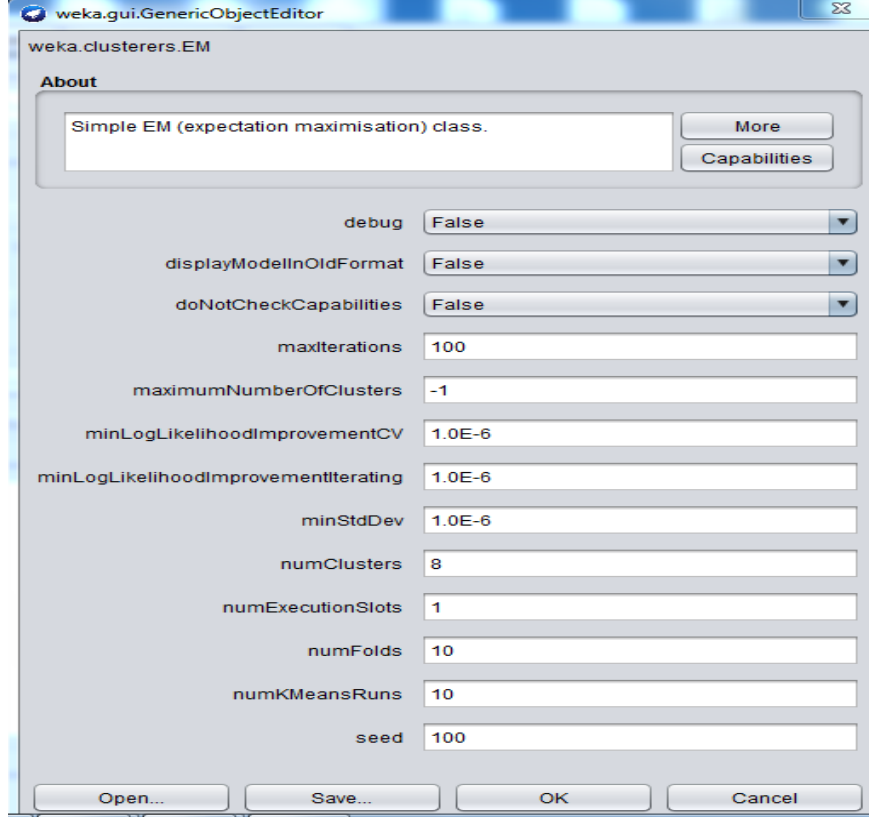 weka.gui.GenericObjectEditor
weka.clusterers.EM
About
Simple EM (expectation maximisation) class.
More
Capabilities
debug False
displayModelInOldFormat False
doNotCheckCapabilities False
maxIterations 100
maximumNumberOfClusters -1
minLogLikelihoodImprovementCV 1.0E-6
minLogLikelihoodImprovementIterating 1.0E-6
minStdDev 1.0E-6
numClusters 8
numExecutionSlots 1
numFolds 10
numKMeansRuns 10
seed 100
Open... Save... OK Cancel